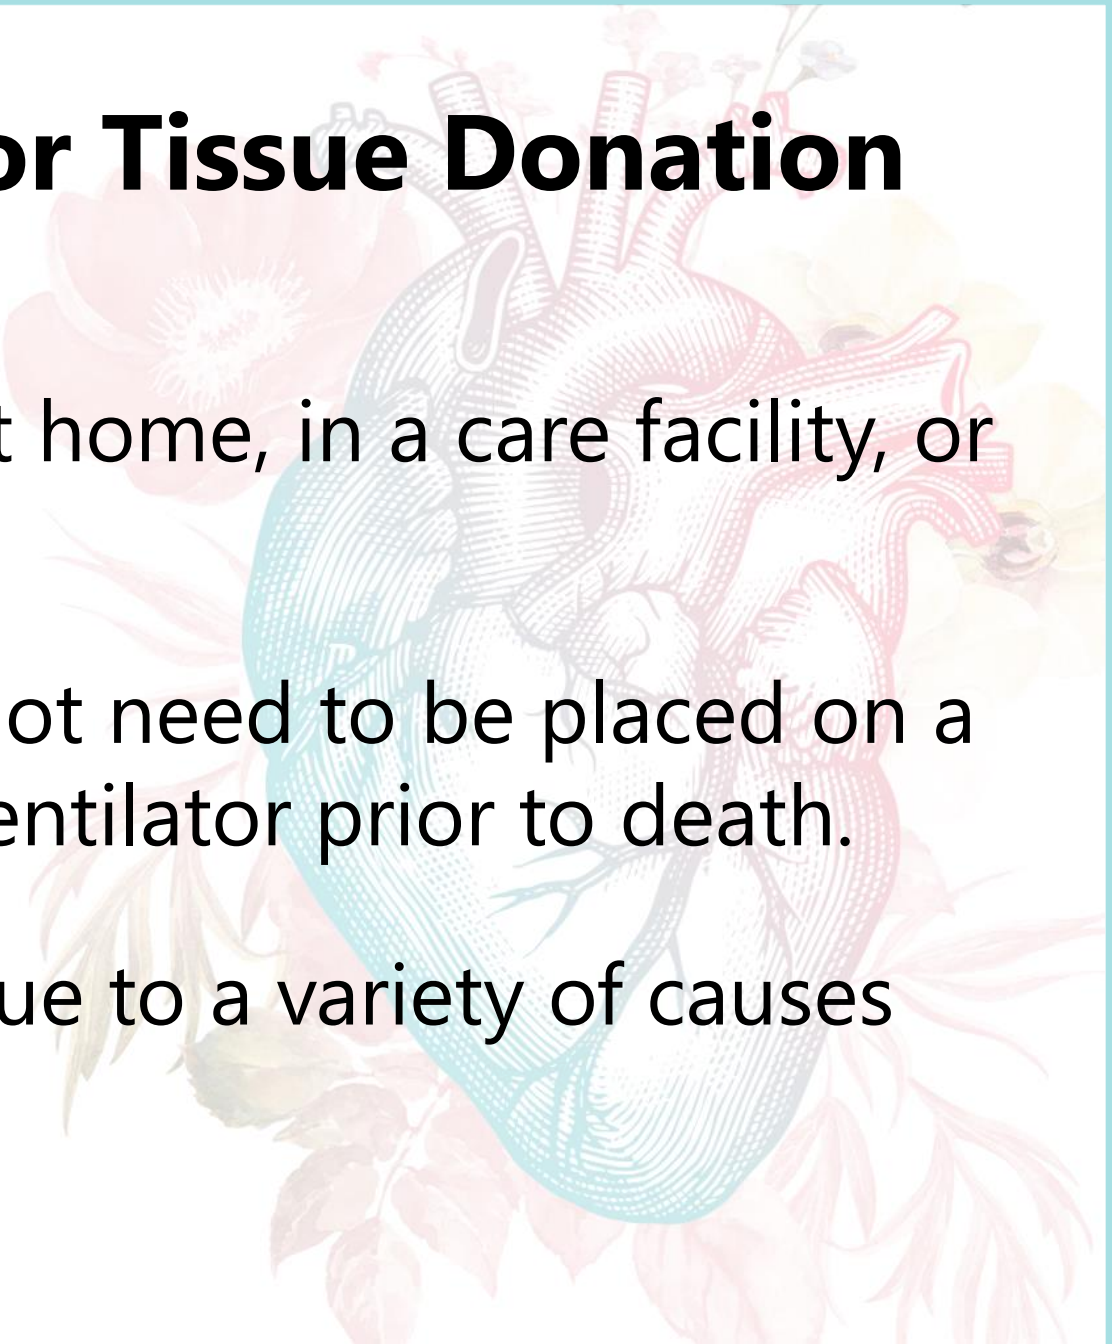 or Tissue Donation
t home, in a care facility, or
ot need to be placed on a
entilator prior to death.
ue to a variety of causes